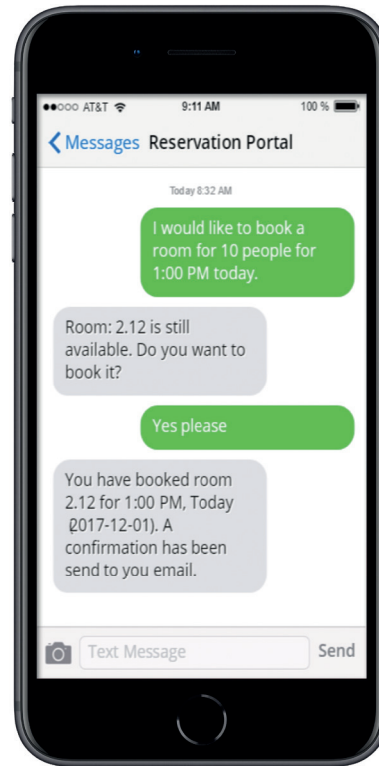 ●●○○○ AT&T 9:11 AM 100 %
Messages Reservation Portal
Today 8:32 AM
I would like to book a
room for 10 people for
1:00 PM today.
Room: 2.12 is still
available. Do you want to
book it?
Yes please
You have booked room
2.12 for 1:00 PM, Today
(2017-12-01). A
confirmation has been
send to you email.
Text Message Send